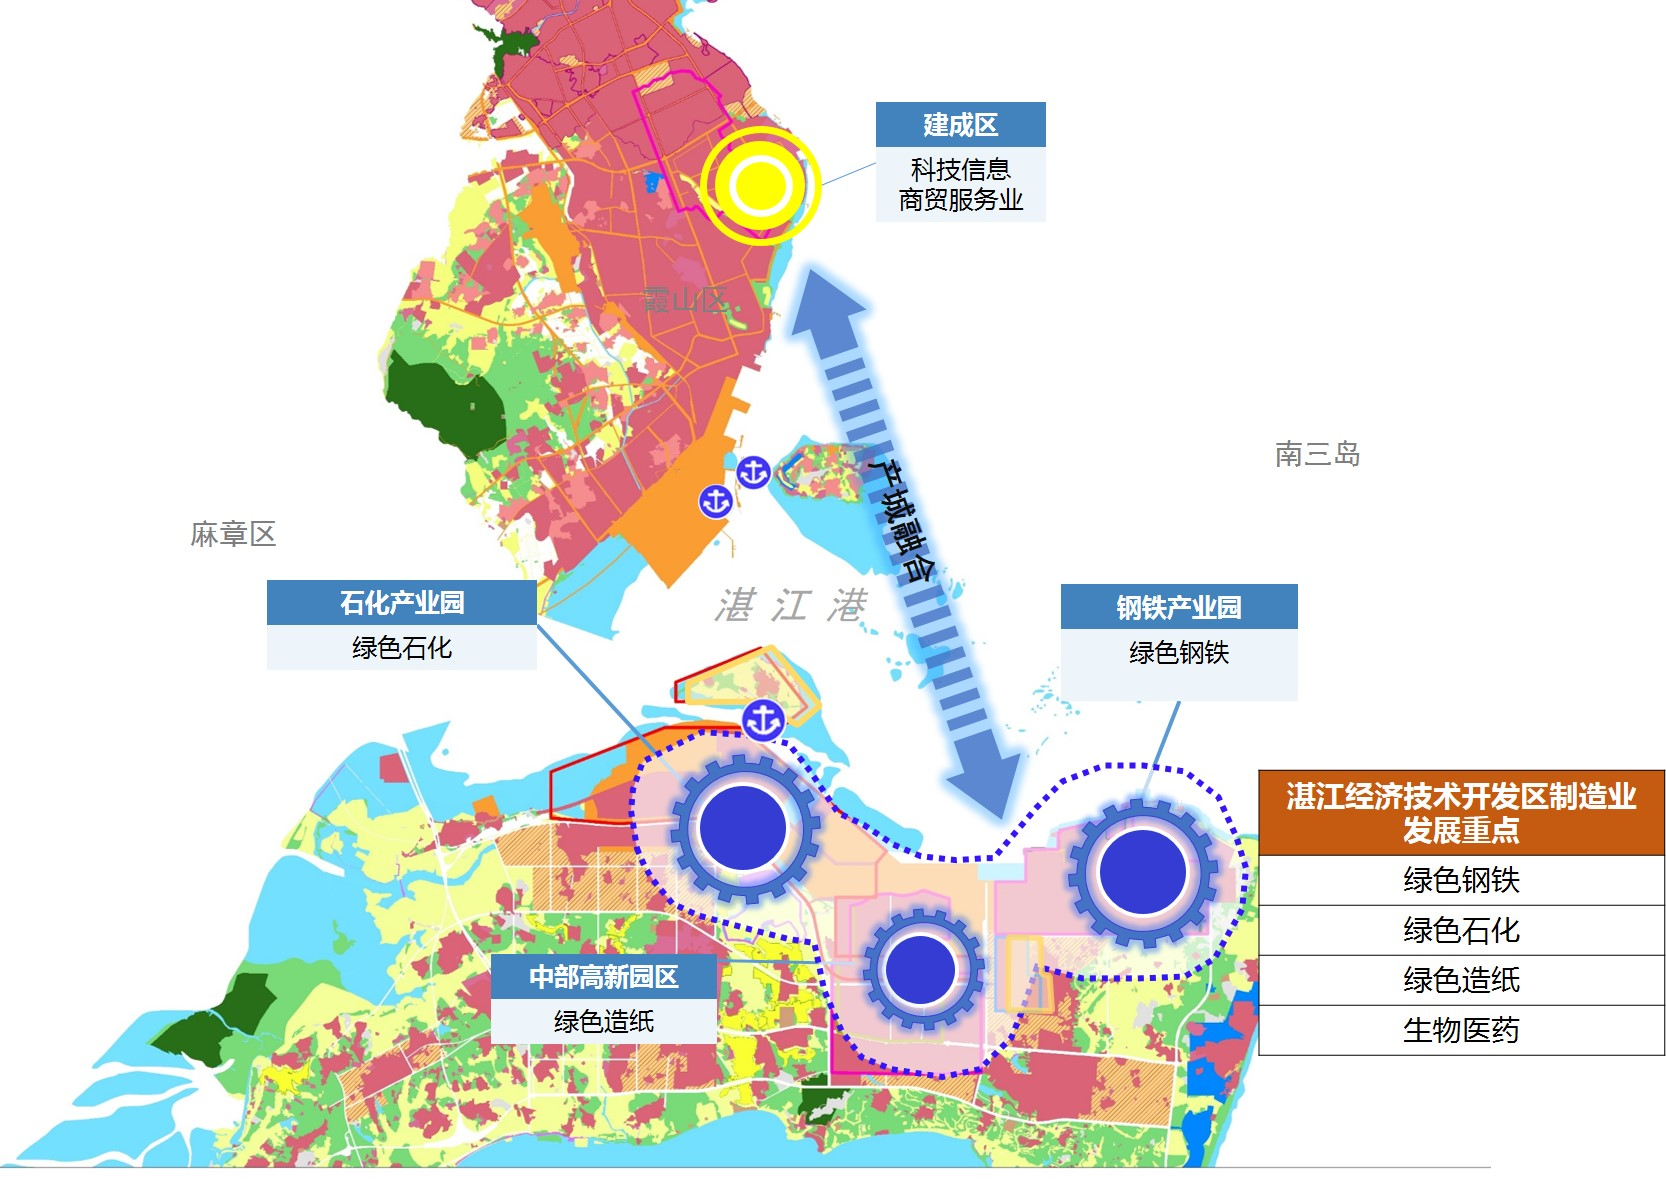 建成区
科技信息
商贸服务业
霞山区
南三岛
麻章区
产城融合
湛江港
石化产业园
绿色石化
钢铁产业园
绿色钢铁
中部高新园区
绿色造纸
湛江经济技术开发区制造业
发展重点
绿色钢铁
绿色石化
绿色造纸
生物医药